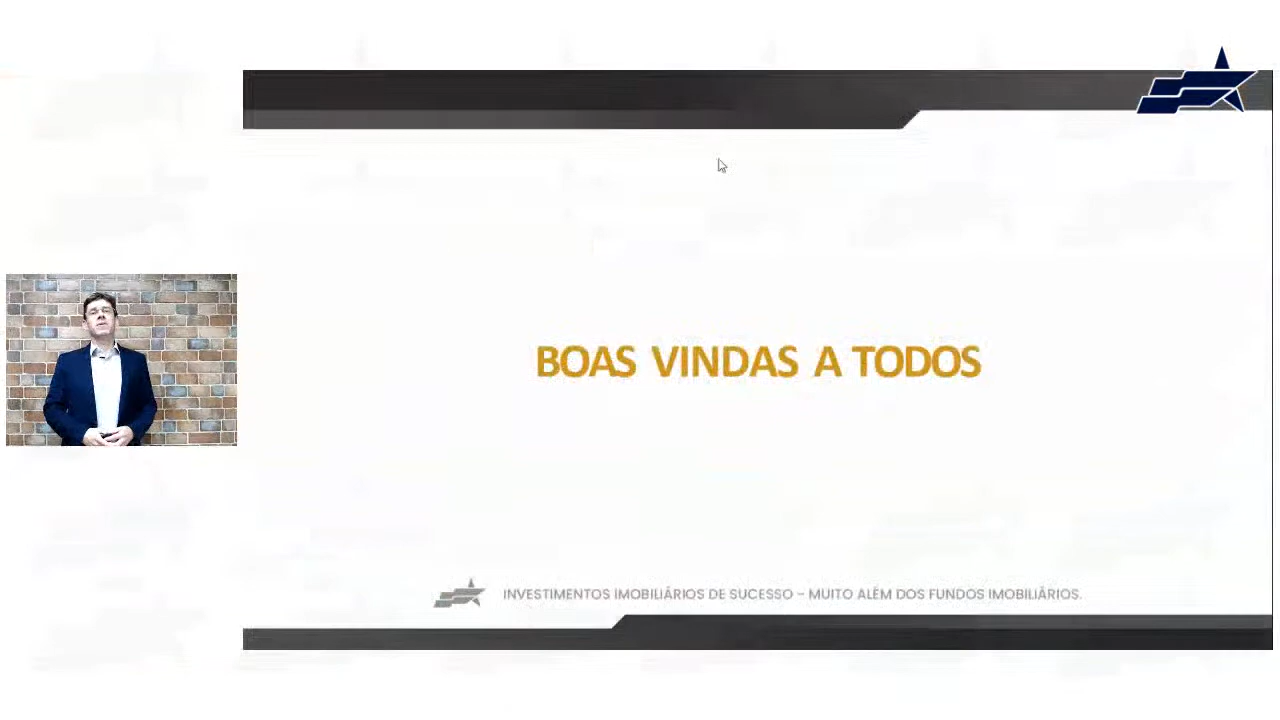 BOAS VINDAS A TODOS
INVESTIMENTOS IMOBILIÁRIOS DE SUCESSO – MUITO ALÉM DOS FUNDOS IMOBILIÁRIOS.